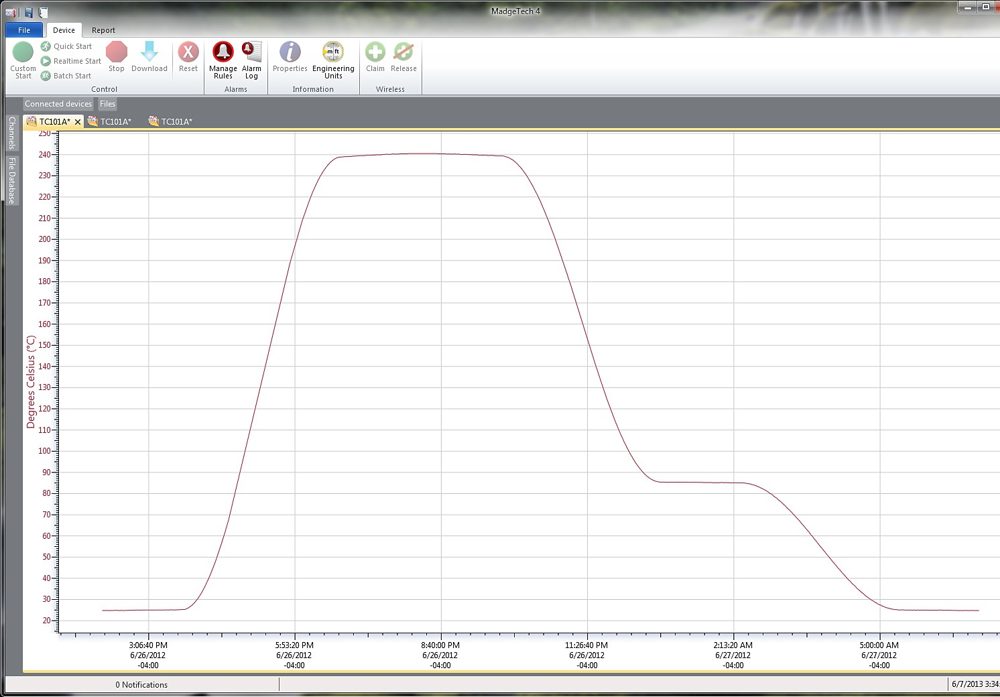 MadgeTech 4
File Device Report
Custom Start
Quick Start
Realtime Start
Batch Start
Stop
Download
Reset
Control
Manage Rules
Alarm Log
Alarms
Properties
m ft
Engineering Units
Information
Claim
Release
Wireless
Connected devices Files
Channels
File Database
TC101A* TC101A* TC101A*
Degrees Celsius (°C)
250
240
230
220
210
200
190
180
170
160
150
140
130
120
110
100
90
80
70
60
50
40
30
20
3:06:40 PM 5:53:20 PM 8:40:00 PM 11:26:40 PM 2:13:20 AM 5:00:00 AM
6/26/2012 6/26/2012 6/26/2012 6/26/2012 6/27/2012 6/27/2012
-04:00 -04:00 -04:00 -04:00 -04:00 -04:00
0 Notifications
6/7/2013 3:34: